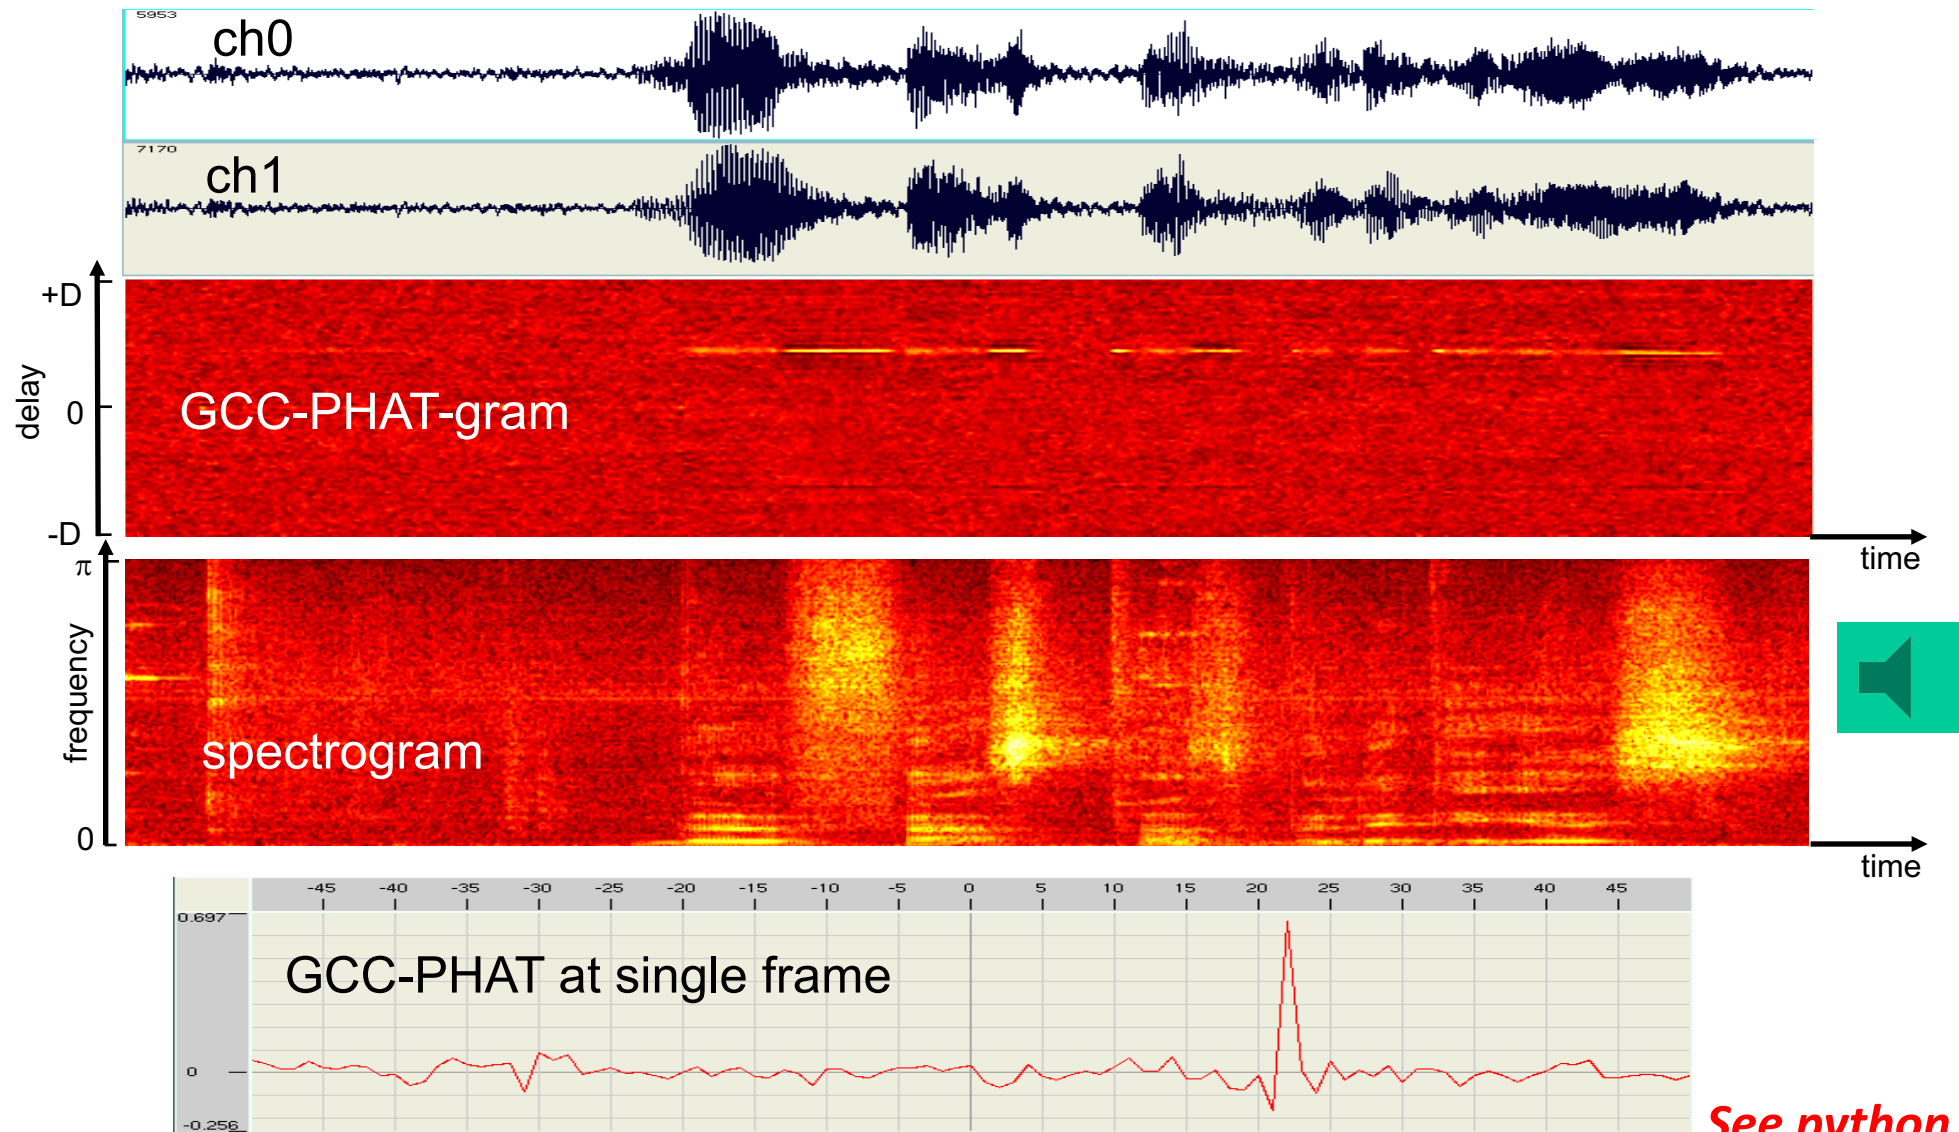 5953
ch0
7170
ch1
+D
delay
0
GCC-PHAT-gram
-D
time
π
frequency
spectrogram
0
time
-45 -40 -35 -30 -25 -20 -15 -10 -5 0 5 10 15 20 25 30 35 40 45
0.697
GCC-PHAT at single frame
0
-0.256
See python